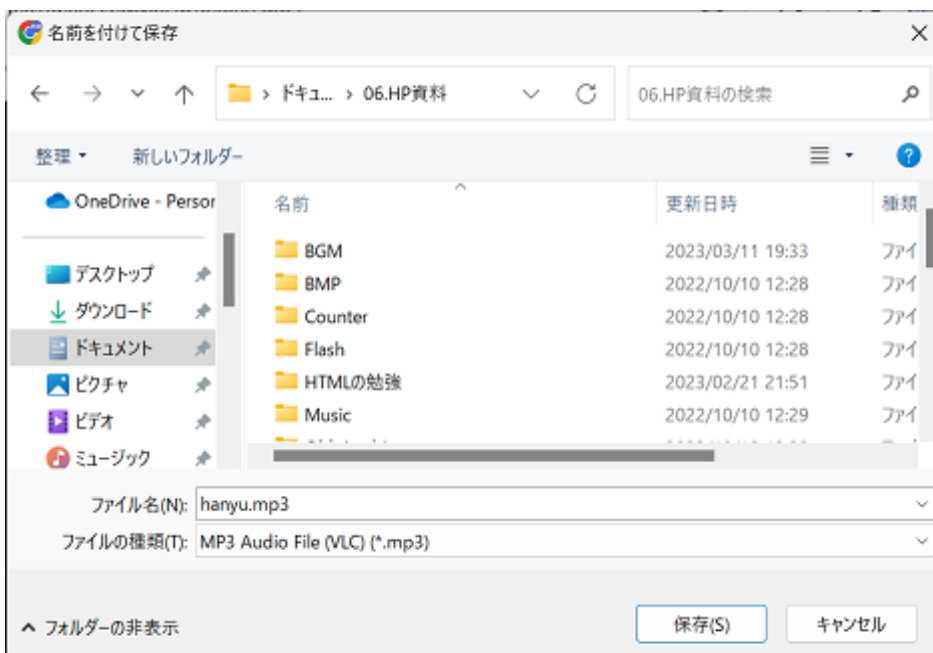 名前を付けて保存
ドキュ... › 06.HP資料
06.HP資料の検索
整理
新しいフォルダー
OneDrive - Persor
デスクトップ
ダウンロード
ドキュメント
ピクチャ
ビデオ
ミュージック
名前 更新日時 種類
BGM 2023/03/11 19:33 ファイ
BMP 2022/10/10 12:28 ファイ
Counter 2022/10/10 12:28 ファイ
Flash 2022/10/10 12:28 ファイ
HTMLの勉強 2023/02/21 21:51 ファイ
Music 2022/10/10 12:29 ファイ
ファイル名(N): hanyu.mp3
ファイルの種類(T): MP3 Audio File (VLC) (*.mp3)
フォルダーの非表示
保存(S)
キャンセル